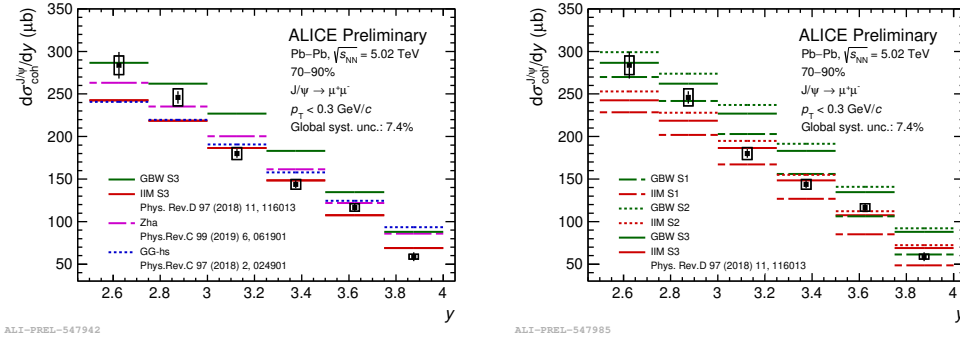 dσ_coh^J/ψ/dy (μb)
350
300
250
200
150
100
50
ALICE Preliminary
Pb−Pb, √s_NN = 5.02 TeV
70−90%
J/ψ → μ⁺μ⁻
p_T < 0.3 GeV/c
Global syst. unc.: 7.4%
GBW S3
IIM S3
Phys. Rev.D 97 (2018) 11, 116013
Zha
Phys.Rev.C 99 (2019) 6, 061901
GG-hs
Phys.Rev.C 97 (2018) 2, 024901
2.6 2.8 3 3.2 3.4 3.6 3.8 4
y
ALI-PREL-547942
dσ_coh^J/ψ/dy (μb)
350
300
250
200
150
100
50
ALICE Preliminary
Pb−Pb, √s_NN = 5.02 TeV
70−90%
J/ψ → μ⁺μ⁻
p_T < 0.3 GeV/c
Global syst. unc.: 7.4%
GBW S1
IIM S1
GBW S2
IIM S2
GBW S3
IIM S3
Phys. Rev.D 97 (2018) 11, 116013
2.6 2.8 3 3.2 3.4 3.6 3.8 4
y
ALI-PREL-547985